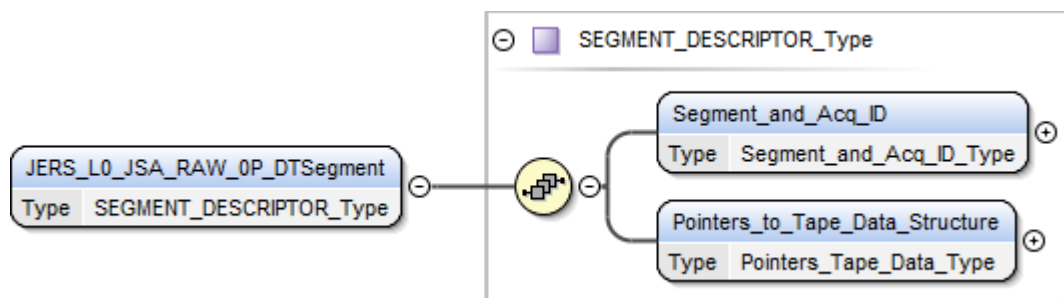 SEGMENT_DESCRIPTOR_Type
Segment_and_Acq_ID
Type Segment_and_Acq_ID_Type
JERS_L0_JSA_RAW_0P_DTSegment
Type SEGMENT_DESCRIPTOR_Type
Pointers_to_Tape_Data_Structure
Type Pointers_Tape_Data_Type